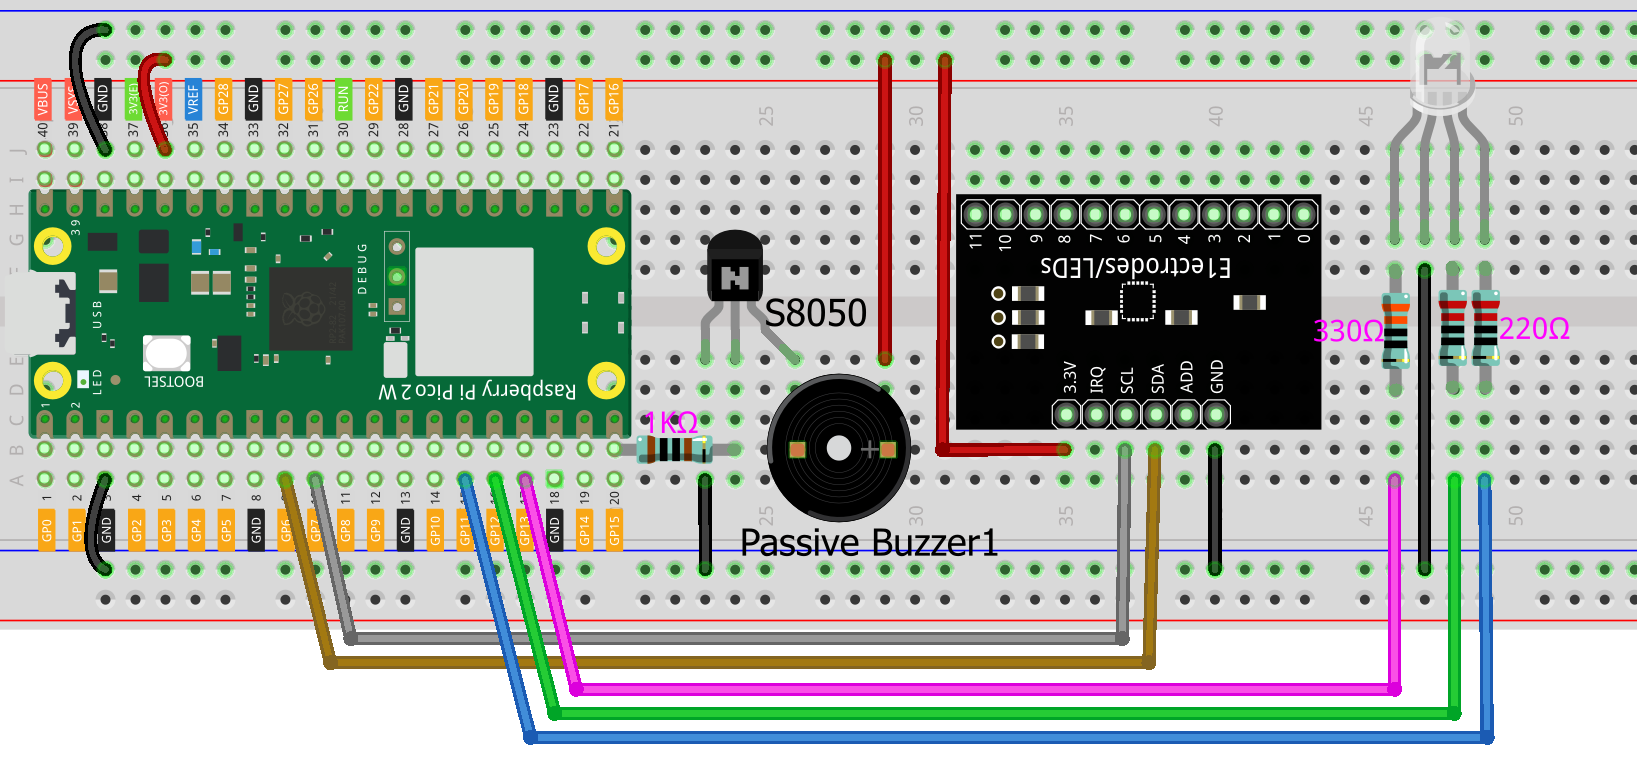 VBUS VSYS GND 3V3(E) 3V3(O) VREF GP28 GND GP27 GP26 RUN GP22 GND GP21 GP20 GP19 GP18 GND GP17 GP16
40 39 38 37 36 35 34 33 32 31 30 29 28 27 26 25 24 23 22 21
25 30 35 40 45 50
J
I
H
G
E
D
C
B
A
39
DEBUG
USB
BOOTSEL
LED
1 2
Raspberry Pi Pico 2 W
N
S8050
1KΩ
11 10 9 8 7 6 5 4 3 2 1 0
E1ectrodes/LEDs
3.3V IRQ SCL SDA ADD GND
330Ω
220Ω
+
Passive Buzzer1
1 2 3 4 5 6 7 8 9 11 12 13 14 15 16 17 18 19 20
GP0 GP1 GND GP2 GP3 GP4 GP5 GND GP6 GP7 GP8 GP9 GND GP10 GP11 GP12 GP13 GND GP14 GP15
25 30 35 45 50